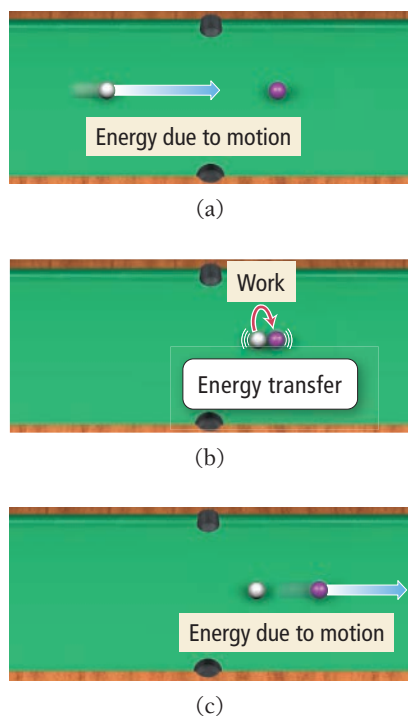 Energy due to motion
(a)
Work
Energy transfer
(b)
Energy due to motion
(c)